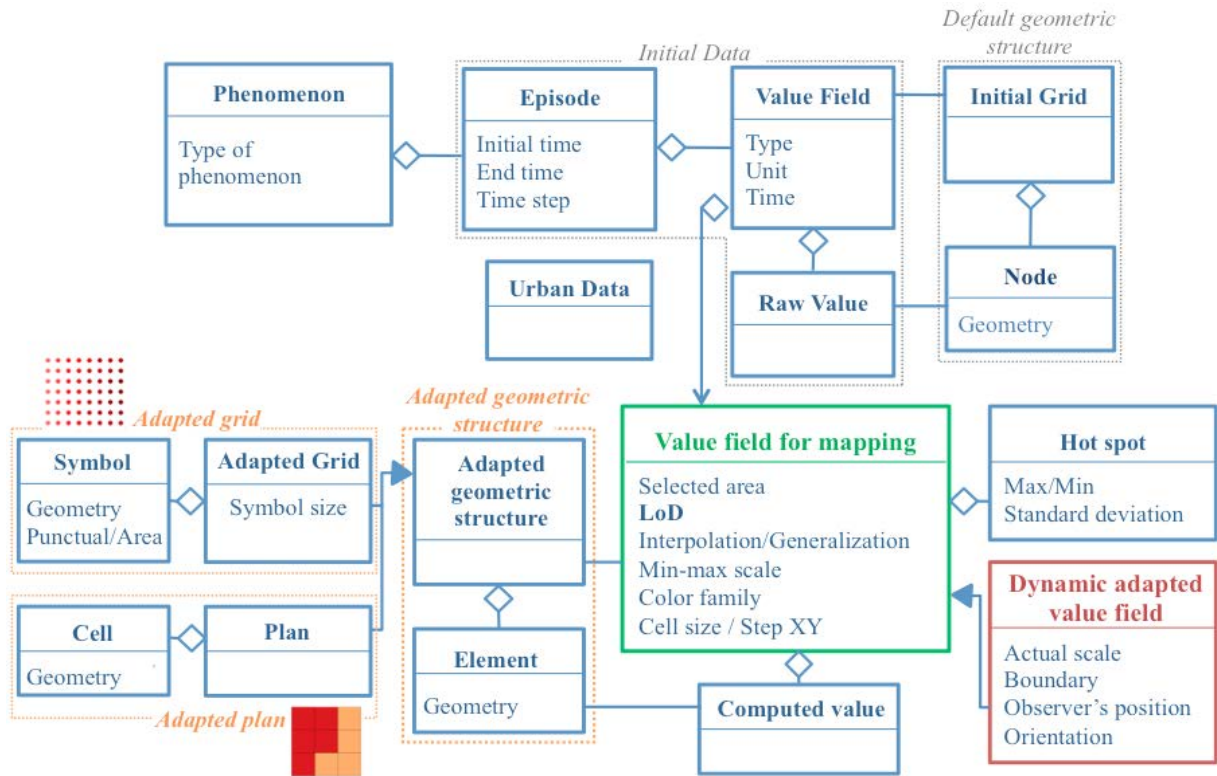 Default geometric
structure
Initial Data
Phenomenon
Type of
phenomenon
Episode
Initial time
End time
Time step
Value Field
Type
Unit
Time
Initial Grid
Urban Data
Raw Value
Node
Geometry
Adapted grid
Symbol
Geometry
Punctual/Area
Adapted Grid
Symbol size
Adapted geometric
structure
Adapted
geometric
structure
Value field for mapping
Selected area
LoD
Interpolation/Generalization
Min-max scale
Color family
Cell size / Step XY
Hot spot
Max/Min
Standard deviation
Cell
Geometry
Plan
Adapted plan
Element
Geometry
Computed value
Dynamic adapted
value field
Actual scale
Boundary
Observer's position
Orientation